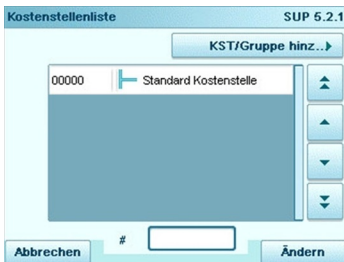 Kostenstellenliste SUP 5.2.1
KST/Gruppe hinz..
00000 Standard Kostenstelle
#
Abbrechen Ändern